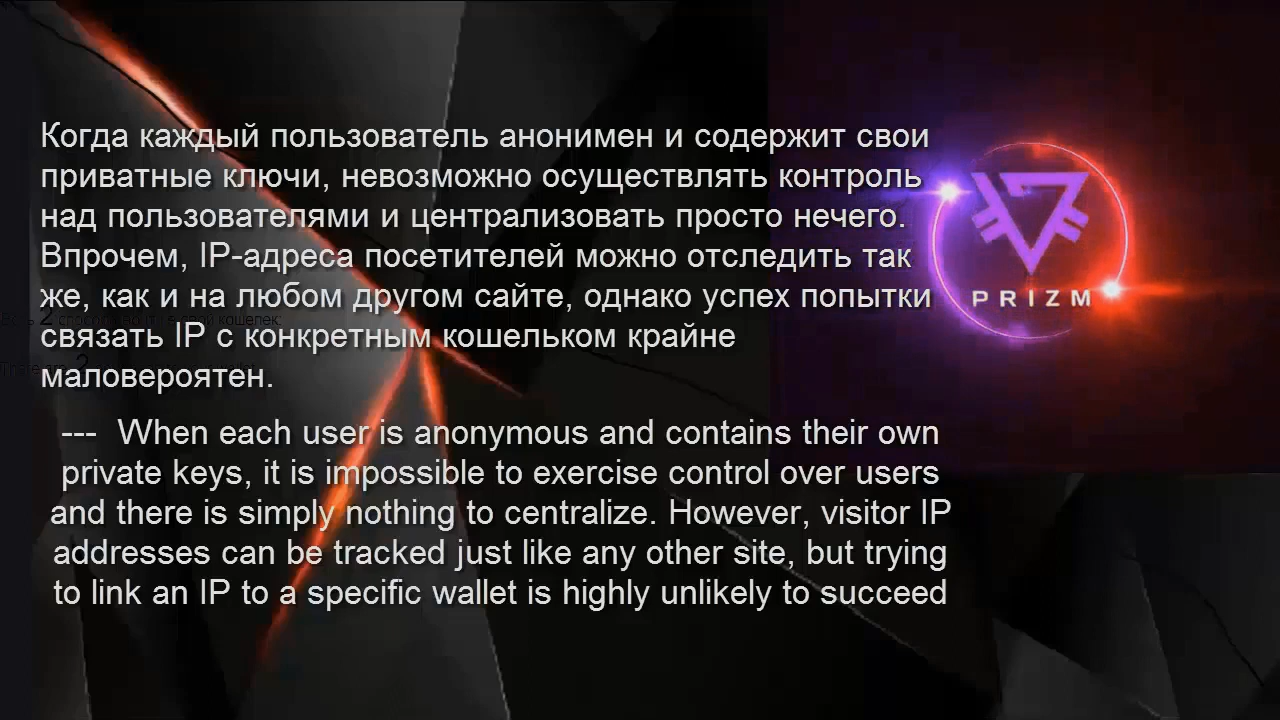 Когда каждый пользователь анонимен и содержит свои
приватные ключи, невозможно осуществлять контроль
над пользователями и централизовать просто нечего.
Впрочем, IP-адреса посетителей можно отследить так
же, как и на любом другом сайте, однако успех попытки
связать IP с конкретным кошельком крайне
маловероятен.
--- When each user is anonymous and contains their own
private keys, it is impossible to exercise control over users
and there is simply nothing to centralize. However, visitor IP
addresses can be tracked just like any other site, but trying
to link an IP to a specific wallet is highly unlikely to succeed
PRIZM